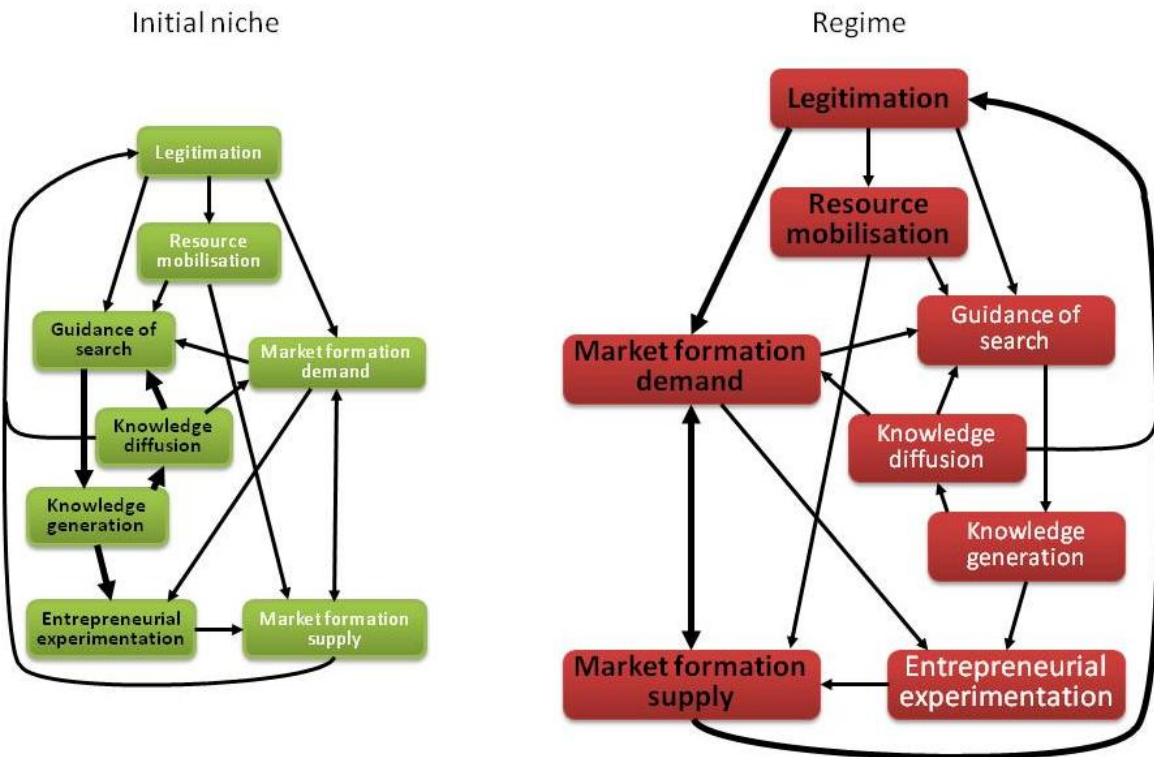 Initial niche
Legitimation
Resource
mobilisation
Guidance of
search
Market formation
demand
Knowledge
diffusion
Knowledge
generation
Entrepreneurial
experimentation
Market formation
supply
Regime
Legitimation
Resource
mobilisation
Guidance of
search
Market formation
demand
Knowledge
diffusion
Knowledge
generation
Market formation
supply
Entrepreneurial
experimentation